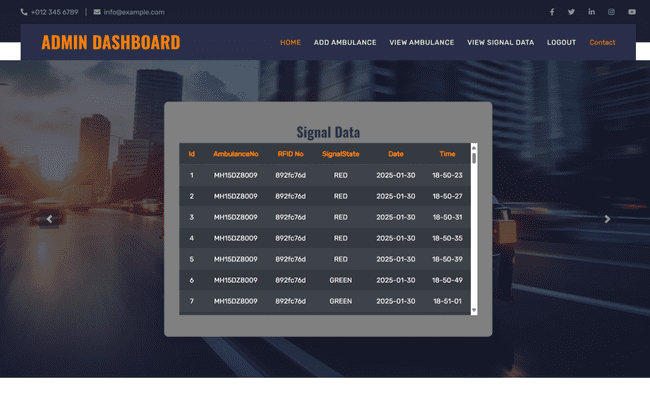 +012 345 6789 | info@example.com
ADMIN DASHBOARD HOME ADD AMBULANCE VIEW AMBULANCE VIEW SIGNAL DATA LOGOUT Contact
Signal Data
Id AmbulanceNo RFID No SignalState Date Time
1 MH15DZ8009 892fc76d RED 2025-01-30 18-50-23
2 MH15DZ8009 892fc76d RED 2025-01-30 18-50-27
3 MH15DZ8009 892fc76d RED 2025-01-30 18-50-31
4 MH15DZ8009 892fc76d RED 2025-01-30 18-50-35
5 MH15DZ8009 892fc76d RED 2025-01-30 18-50-39
6 MH15DZ8009 892fc76d GREEN 2025-01-30 18-50-49
7 MH15DZ8009 892fc76d GREEN 2025-01-30 18-51-01